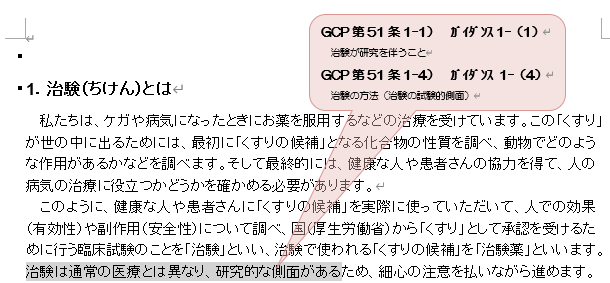 GCP第51条1-1) ガイダンス1-(1)
治験が研究を伴うこと
GCP第51条1-4) ガイダンス1-(4)
治験の方法(治験の試験的側面)
1. 治験(ちけん)とは
私たちは、ケガや病気になったときにお薬を服用するなどの治療を受けています。この「くすり」
が世の中に出るためには、最初に「くすりの候補」となる化合物の性質を調べ、動物でどのよう
な作用があるかなどを調べます。そして最終的には、健康な人や患者さんの協力を得て、人の
病気の治療に役立つかどうかを確かめる必要があります。
このように、健康な人や患者さんに「くすりの候補」を実際に使っていただいて、人での効果
(有効性)や副作用(安全性)について調べ、国(厚生労働省)から「くすり」として承認を受けるた
めに行う臨床試験のことを「治験」といい、治験で使われる「くすりの候補」を「治験薬」といいます。
治験は通常の医療とは異なり、研究的な側面があるため、細心の注意を払いながら進めます。